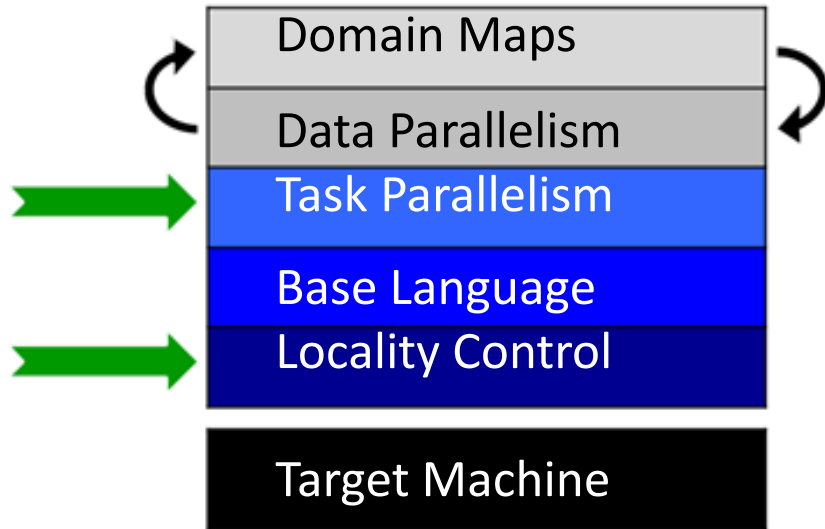 Domain Maps
Data Parallelism
Task Parallelism
Base Language
Locality Control
Target Machine